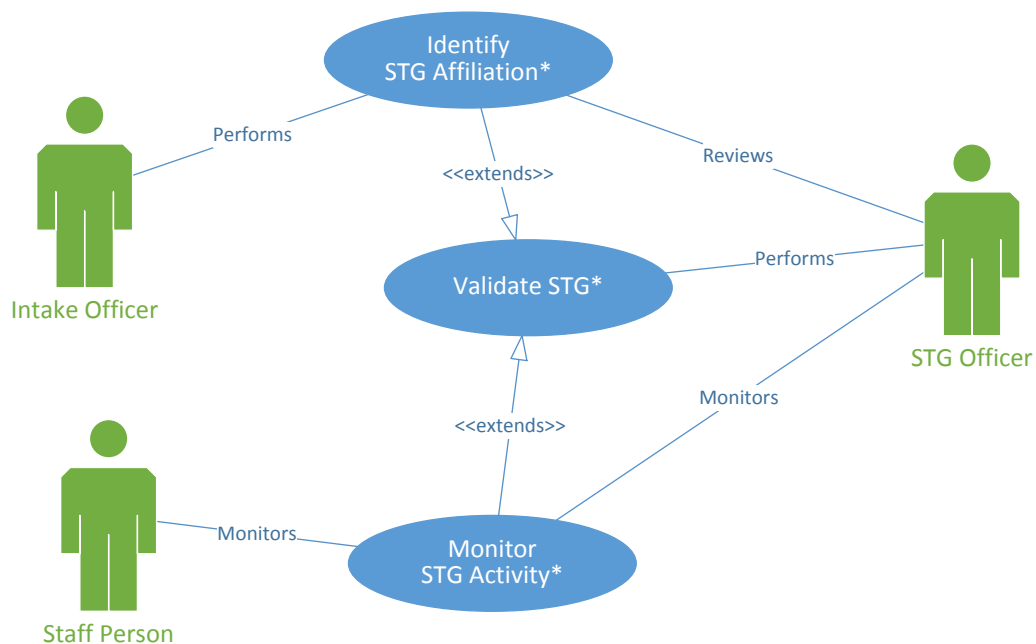 Identify
STG Affiliation*
Performs
Reviews
<<extends>>
Performs
Validate STG*
Intake Officer
STG Officer
Monitors
<<extends>>
Monitors
Monitor
STG Activity*
Staff Person